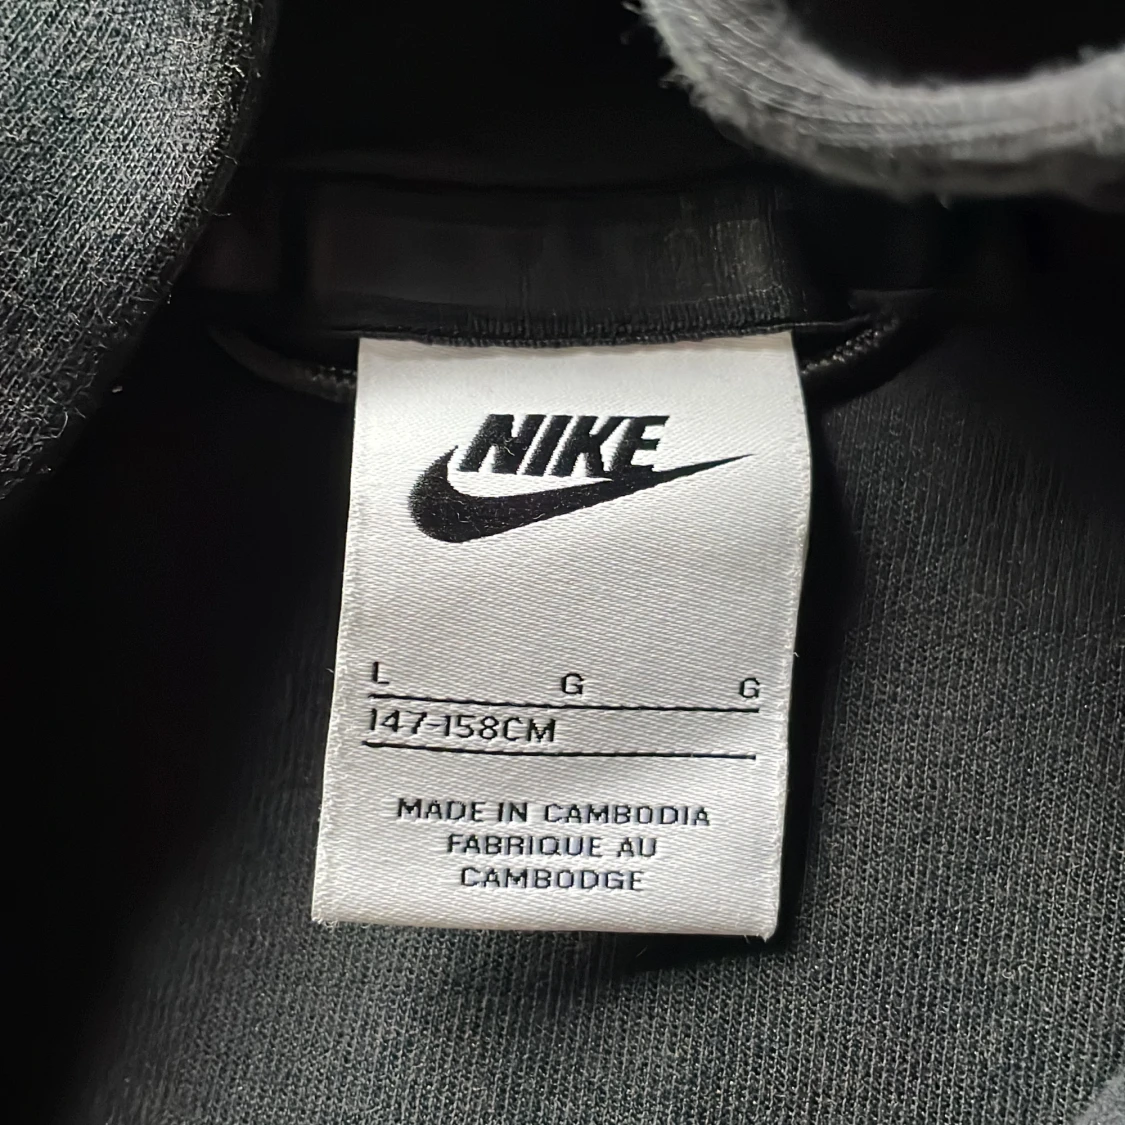 NIKE
L G G
147-158CM
MADE IN CAMBODIA
FABRIQUE AU
CAMBODGE